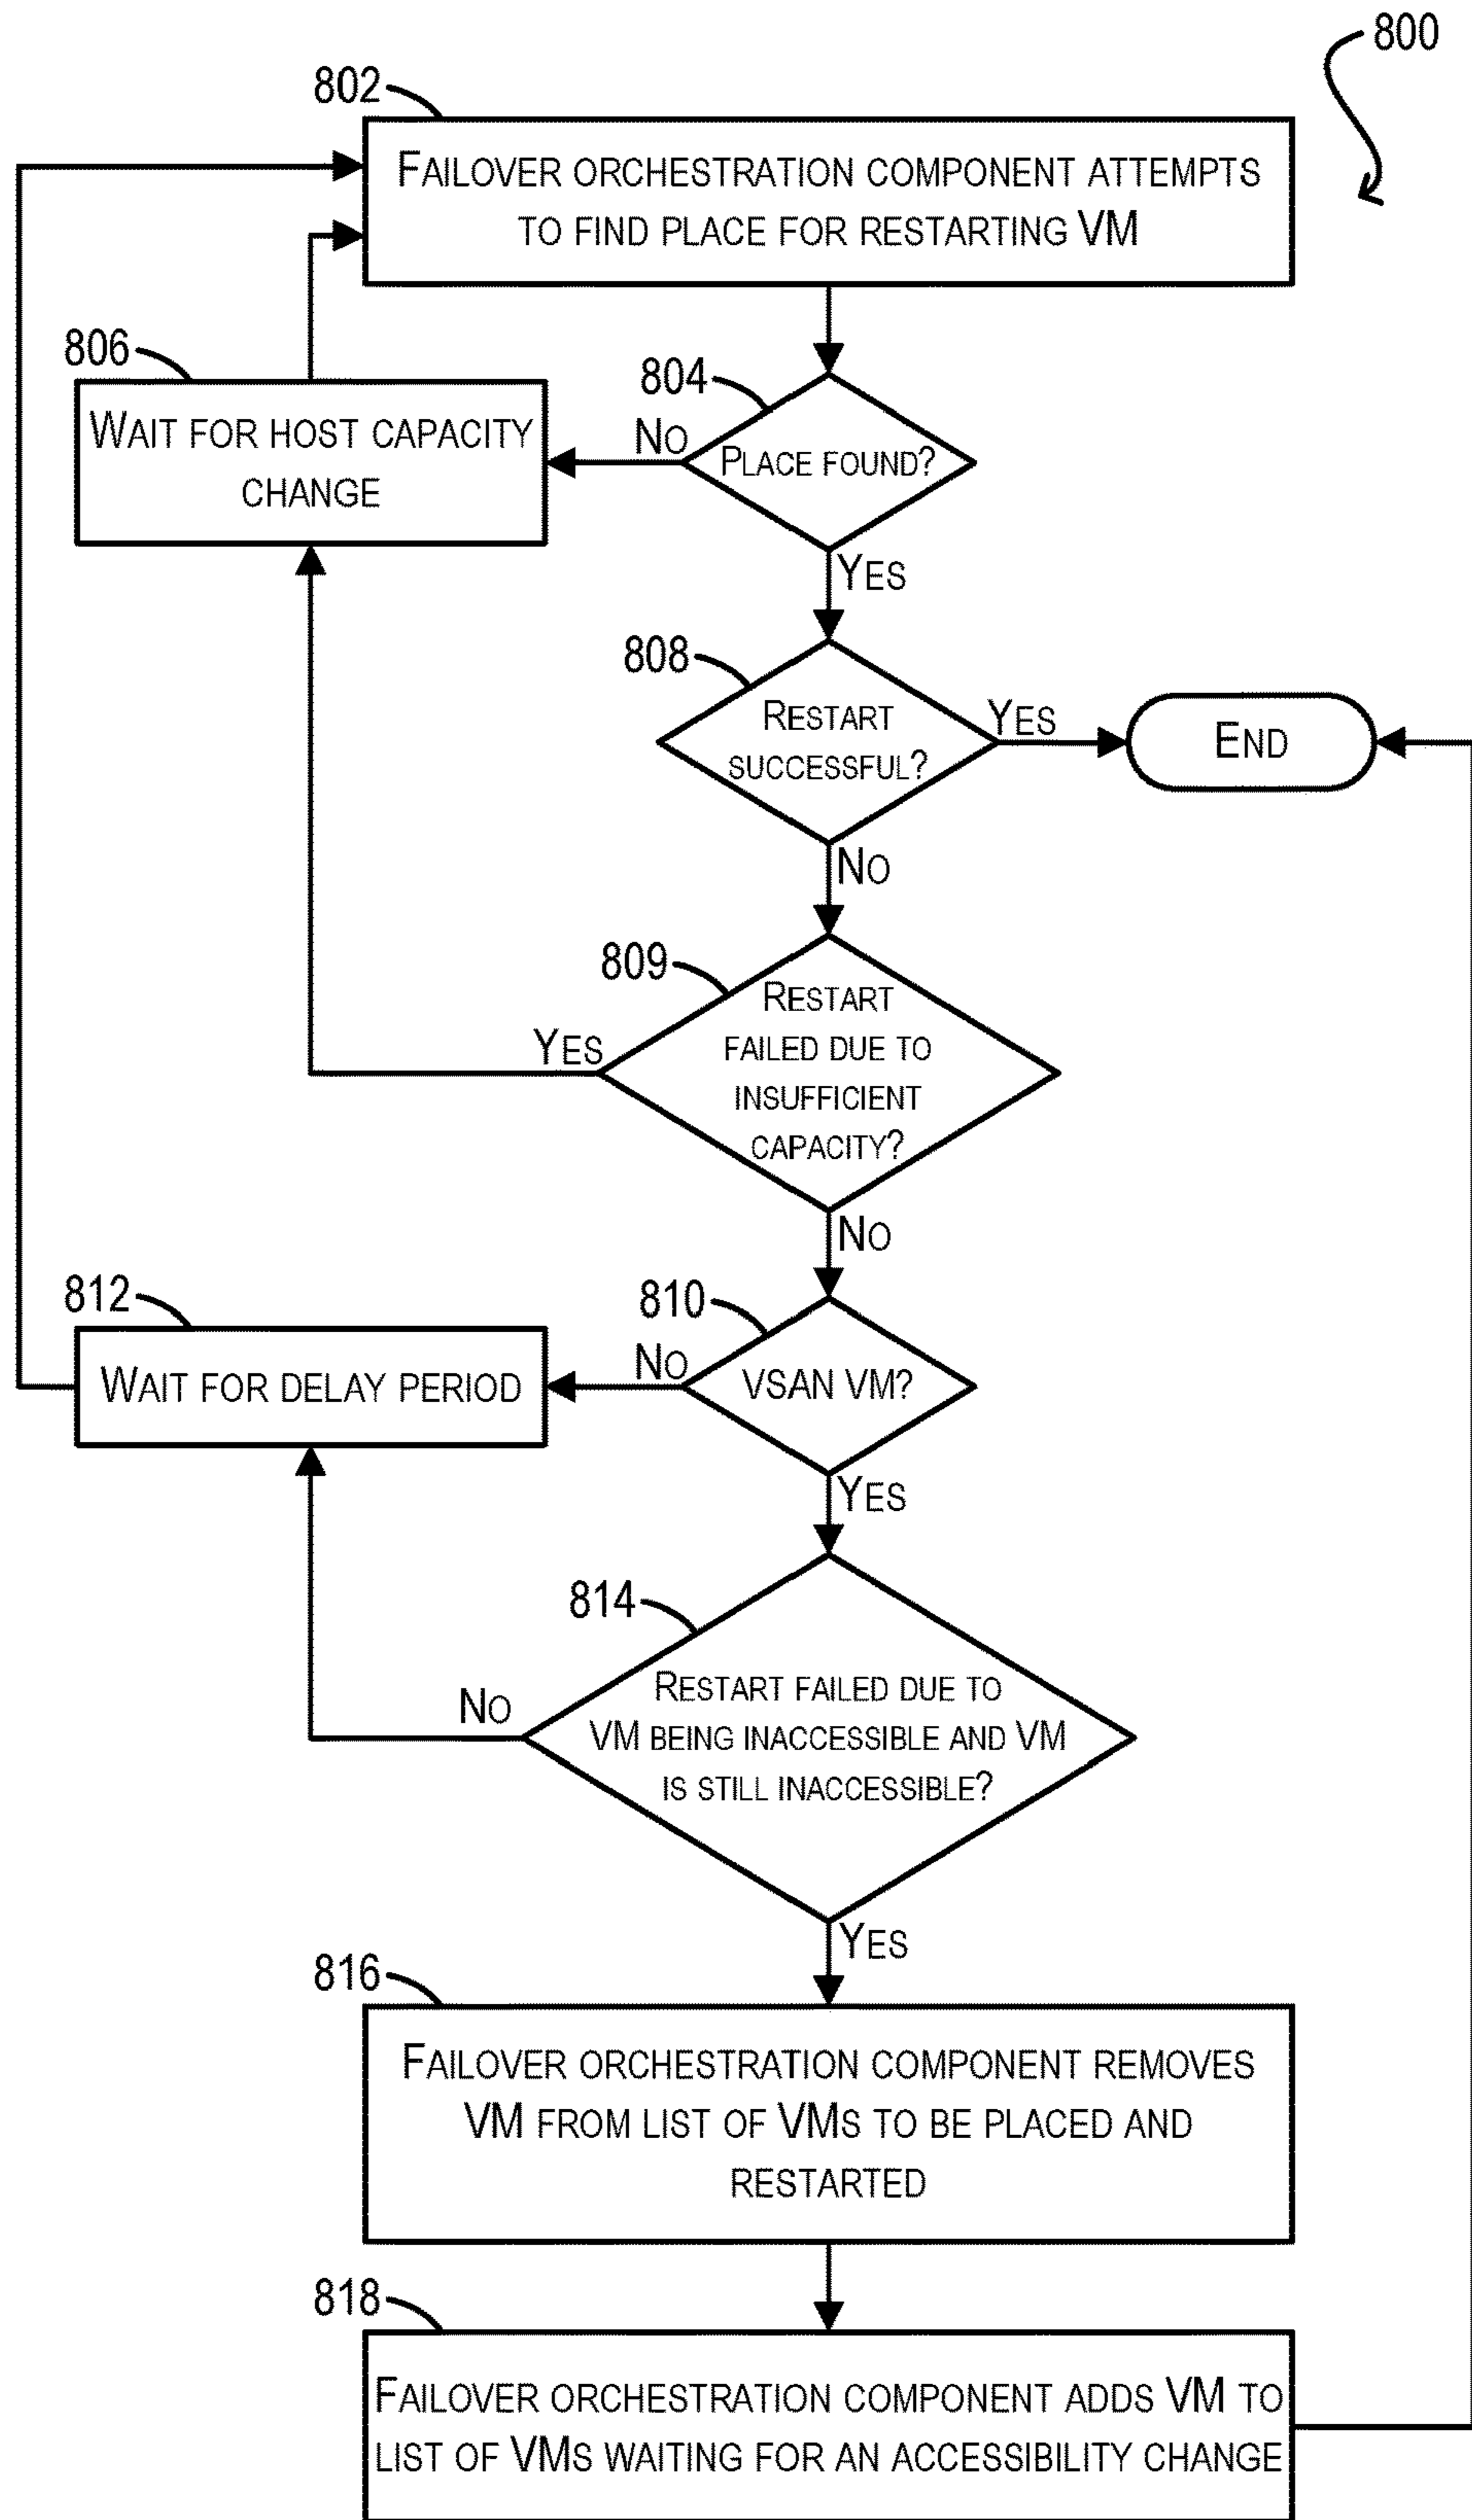 800
802
Failover orchestration component attempts
to find place for restarting VM
806
Wait for host capacity
change
804
No
Place found?
Yes
808
Restart
successful?
Yes
End
No
809
Restart
failed due to
insufficient
capacity?
Yes
No
812
Wait for delay period
810
No
VSAN VM?
Yes
814
Restart failed due to
VM being inaccessible and VM
is still inaccessible?
No
Yes
816
Failover orchestration component removes
VM from list of VMs to be placed and
restarted
818
Failover orchestration component adds VM to
list of VMs waiting for an accessibility change